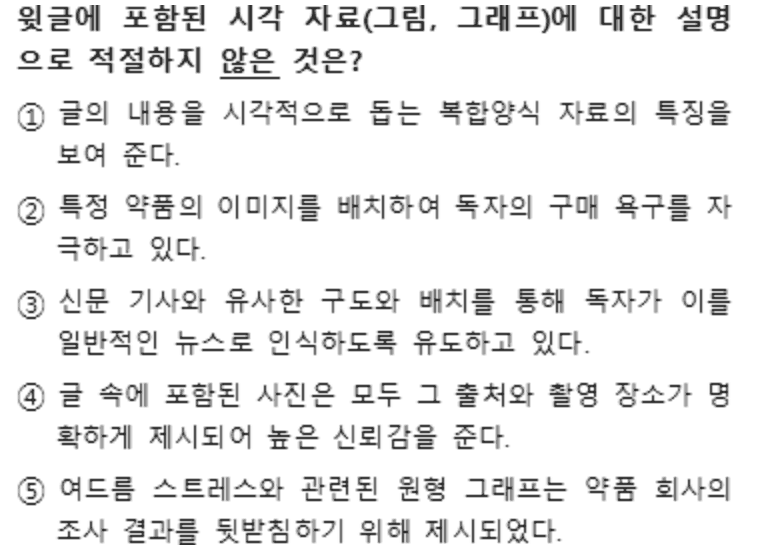 윗글에 포함된 시각 자료(그림, 그래프)에 대한 설명
으로 적절하지 않은 것은?
① 글의 내용을 시각적으로 돕는 복합양식 자료의 특징을
보여 준다.
② 특정 약품의 이미지를 배치하여 독자의 구매 욕구를 자
극하고 있다.
③ 신문 기사와 유사한 구도와 배치를 통해 독자가 이를
일반적인 뉴스로 인식하도록 유도하고 있다.
④ 글 속에 포함된 사진은 모두 그 출처와 촬영 장소가 명
확하게 제시되어 높은 신뢰감을 준다.
⑤ 여드름 스트레스와 관련된 원형 그래프는 약품 회사의
조사 결과를 뒷받침하기 위해 제시되었다.